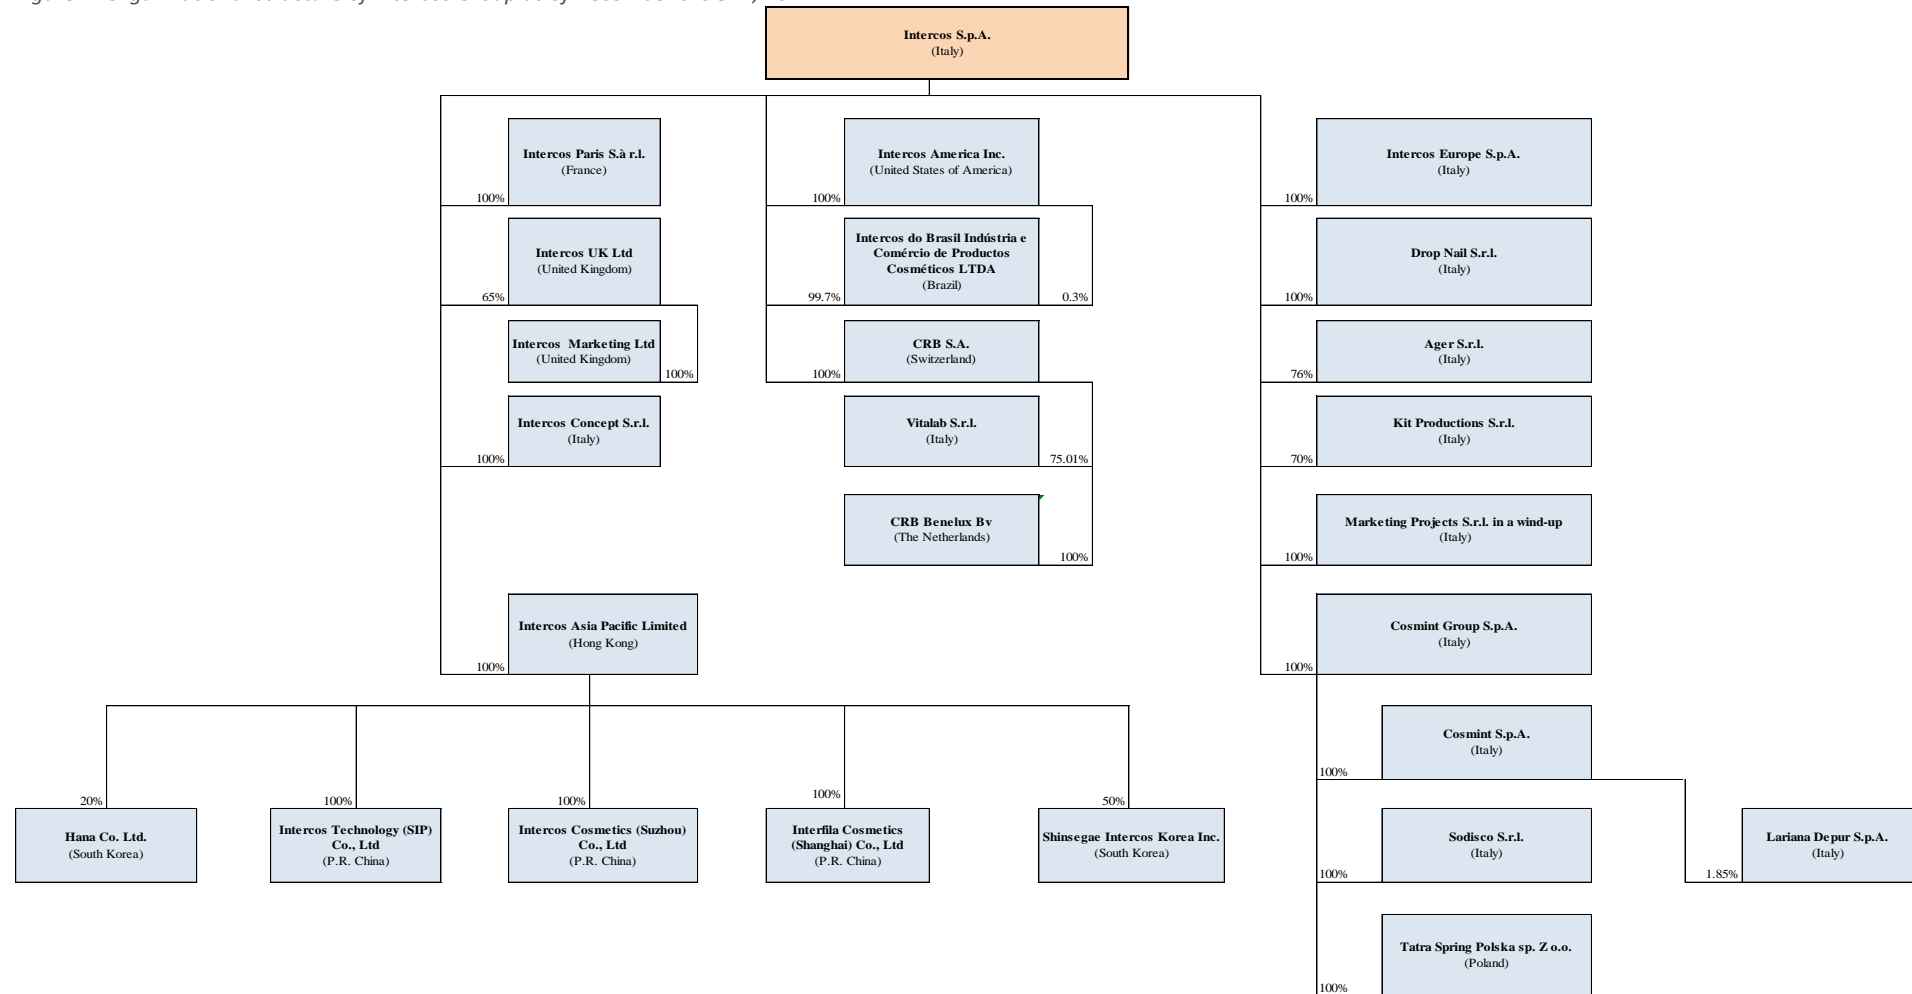 Intercos S.p.A.
(Italy)
Intercos Paris S.à r.l.
(France)
100%
Intercos America Inc.
(United States of America)
100%
Intercos Europe S.p.A.
(Italy)
100%
Intercos UK Ltd
(United Kingdom)
65%
Intercos do Brasil Indústria e
Comércio de Productos
Cosméticos LTDA
(Brazil)
99.7%
0.3%
Drop Nail S.r.l.
(Italy)
100%
Intercos Marketing Ltd
(United Kingdom)
100%
CRB S.A.
(Switzerland)
100%
Ager S.r.l.
(Italy)
76%
Intercos Concept S.r.l.
(Italy)
100%
Vitalab S.r.l.
(Italy)
75.01%
Kit Productions S.r.l.
(Italy)
70%
CRB Benelux Bv
(The Netherlands)
100%
Marketing Projects S.r.l. in a wind-up
(Italy)
100%
Intercos Asia Pacific Limited
(Hong Kong)
100%
Cosmint Group S.p.A.
(Italy)
100%
Cosmint S.p.A.
(Italy)
100%
20%
Hana Co. Ltd.
(South Korea)
100%
Intercos Technology (SIP)
Co., Ltd
(P.R. China)
100%
Intercos Cosmetics (Suzhou)
Co., Ltd
(P.R. China)
100%
Interfila Cosmetics
(Shanghai) Co., Ltd
(P.R. China)
50%
Shinsegae Intercos Korea Inc.
(South Korea)
Sodisco S.r.l.
(Italy)
100%
Lariana Depur S.p.A.
(Italy)
1.85%
Tatra Spring Polska sp. Z o.o.
(Poland)
100%